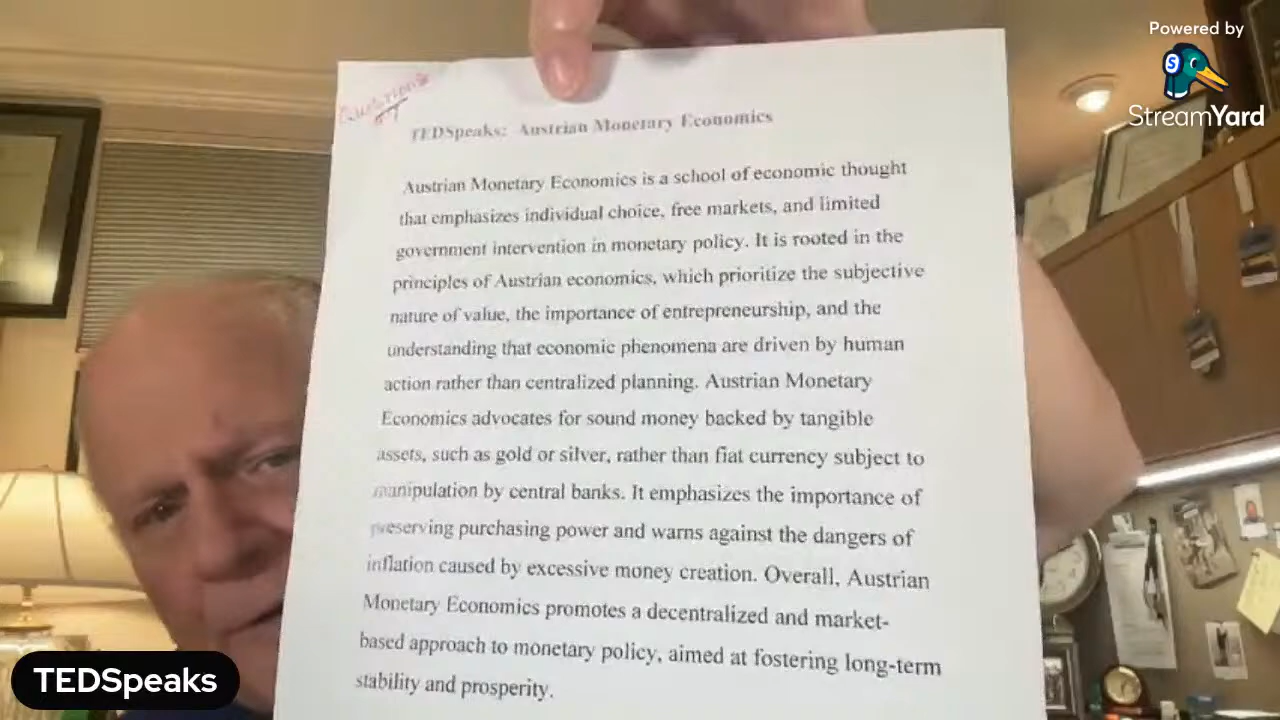 Powered by
StreamYard
Questions
TEDSpeaks: Austrian Monetary Economics
Austrian Monetary Economics is a school of economic thought
that emphasizes individual choice, free markets, and limited
government intervention in monetary policy. It is rooted in the
principles of Austrian economics, which prioritize the subjective
nature of value, the importance of entrepreneurship, and the
understanding that economic phenomena are driven by human
action rather than centralized planning. Austrian Monetary
Economics advocates for sound money backed by tangible
assets, such as gold or silver, rather than fiat currency subject to
manipulation by central banks. It emphasizes the importance of
preserving purchasing power and warns against the dangers of
inflation caused by excessive money creation. Overall, Austrian
Monetary Economics promotes a decentralized and market-
based approach to monetary policy, aimed at fostering long-term
stability and prosperity.
TEDSpeaks